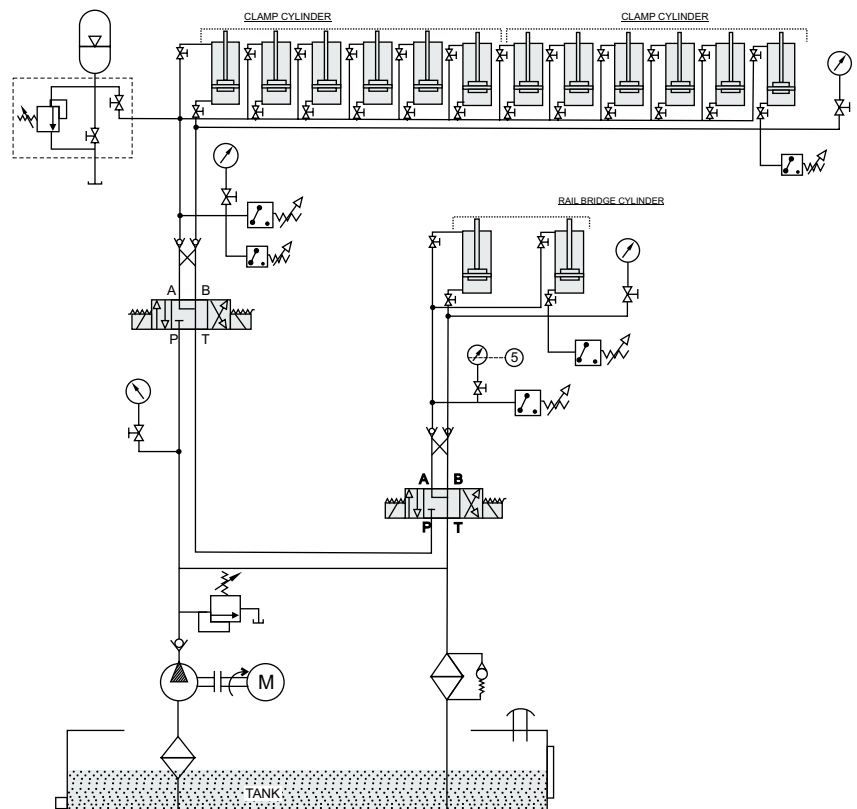 CLAMP CYLINDER
CLAMP CYLINDER
RAIL BRIDGE CYLINDER
A B
P T
5
A B
P T
M
TANK